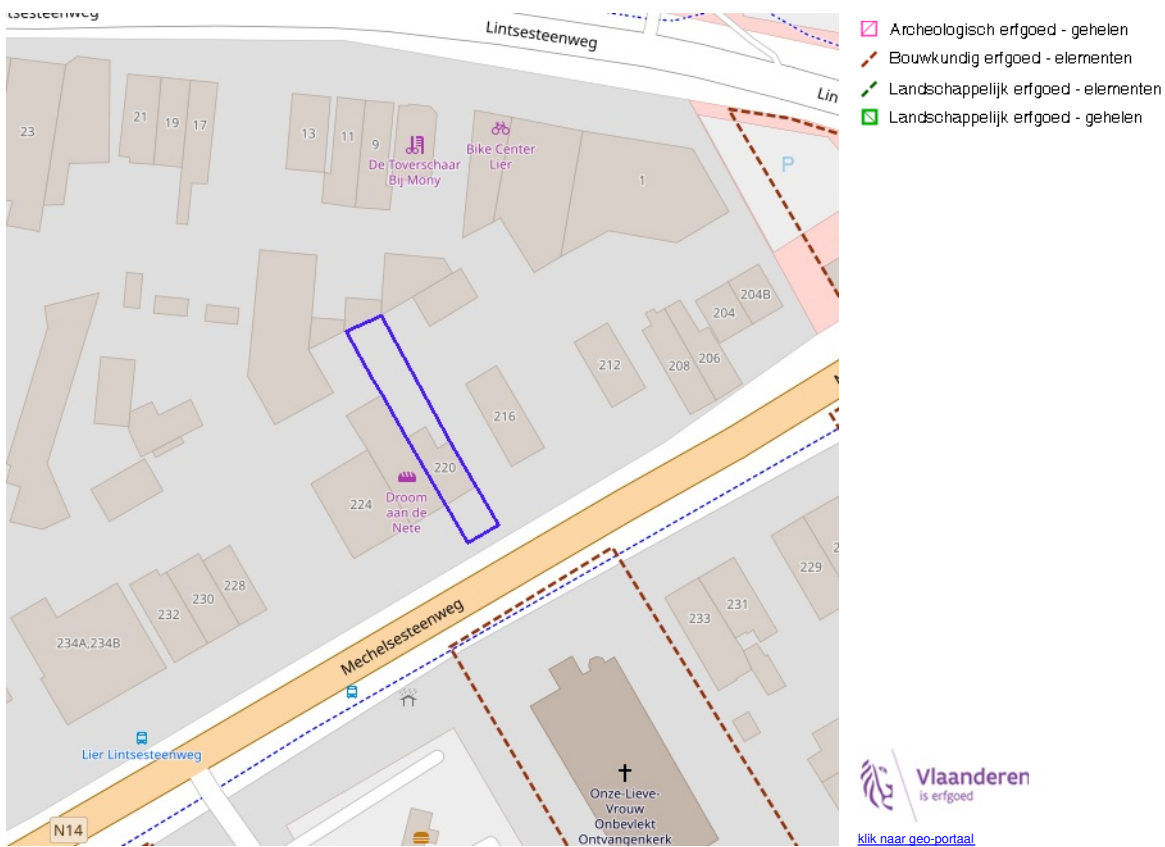 tsesteenweg
Lintsesteenweg
Lin
23
21
19
17
13
11
9
De Toverschaar
Bij Mony
Bike Center
Lier
1
P
204B
204
206
208
212
216
220
224
Droom
aan de
Nete
228
230
232
234A,234B
Mechelsesteenweg
229
231
233
Lier Lintsesteenweg
N14
Onze-Lieve-
Vrouw
Onbevlekt
Ontvangenkerk
Archeologisch erfgoed - gehelen
Bouwkundig erfgoed - elementen
Landschappelijk erfgoed - elementen
Landschappelijk erfgoed - gehelen
Vlaanderen
is erfgoed
klik naar geo-portaal